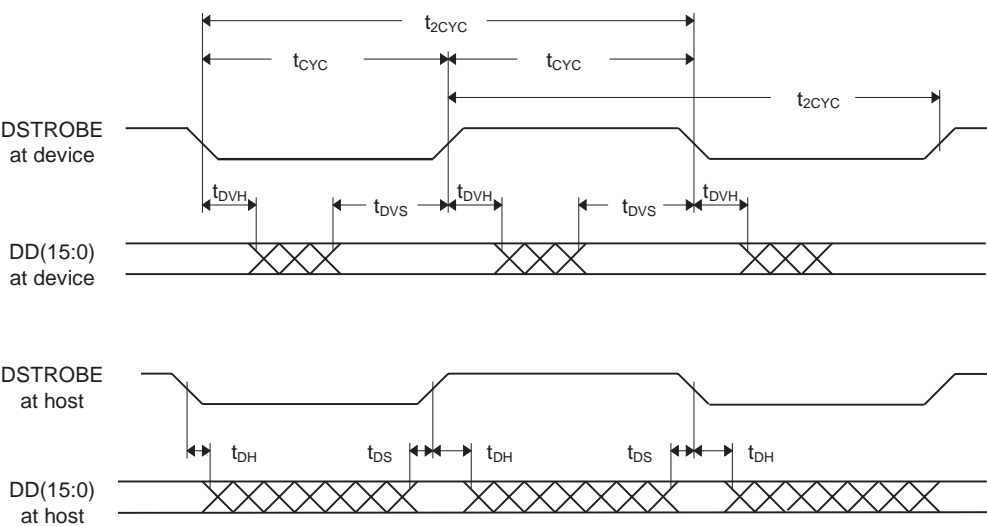 t2CYC
tCYC tCYC
t2CYC
DSTROBE
at device
tDVH tDVS tDVH tDVS tDVH
DD(15:0)
at device
DSTROBE
at host
tDH tDS tDH tDS tDH
DD(15:0)
at host